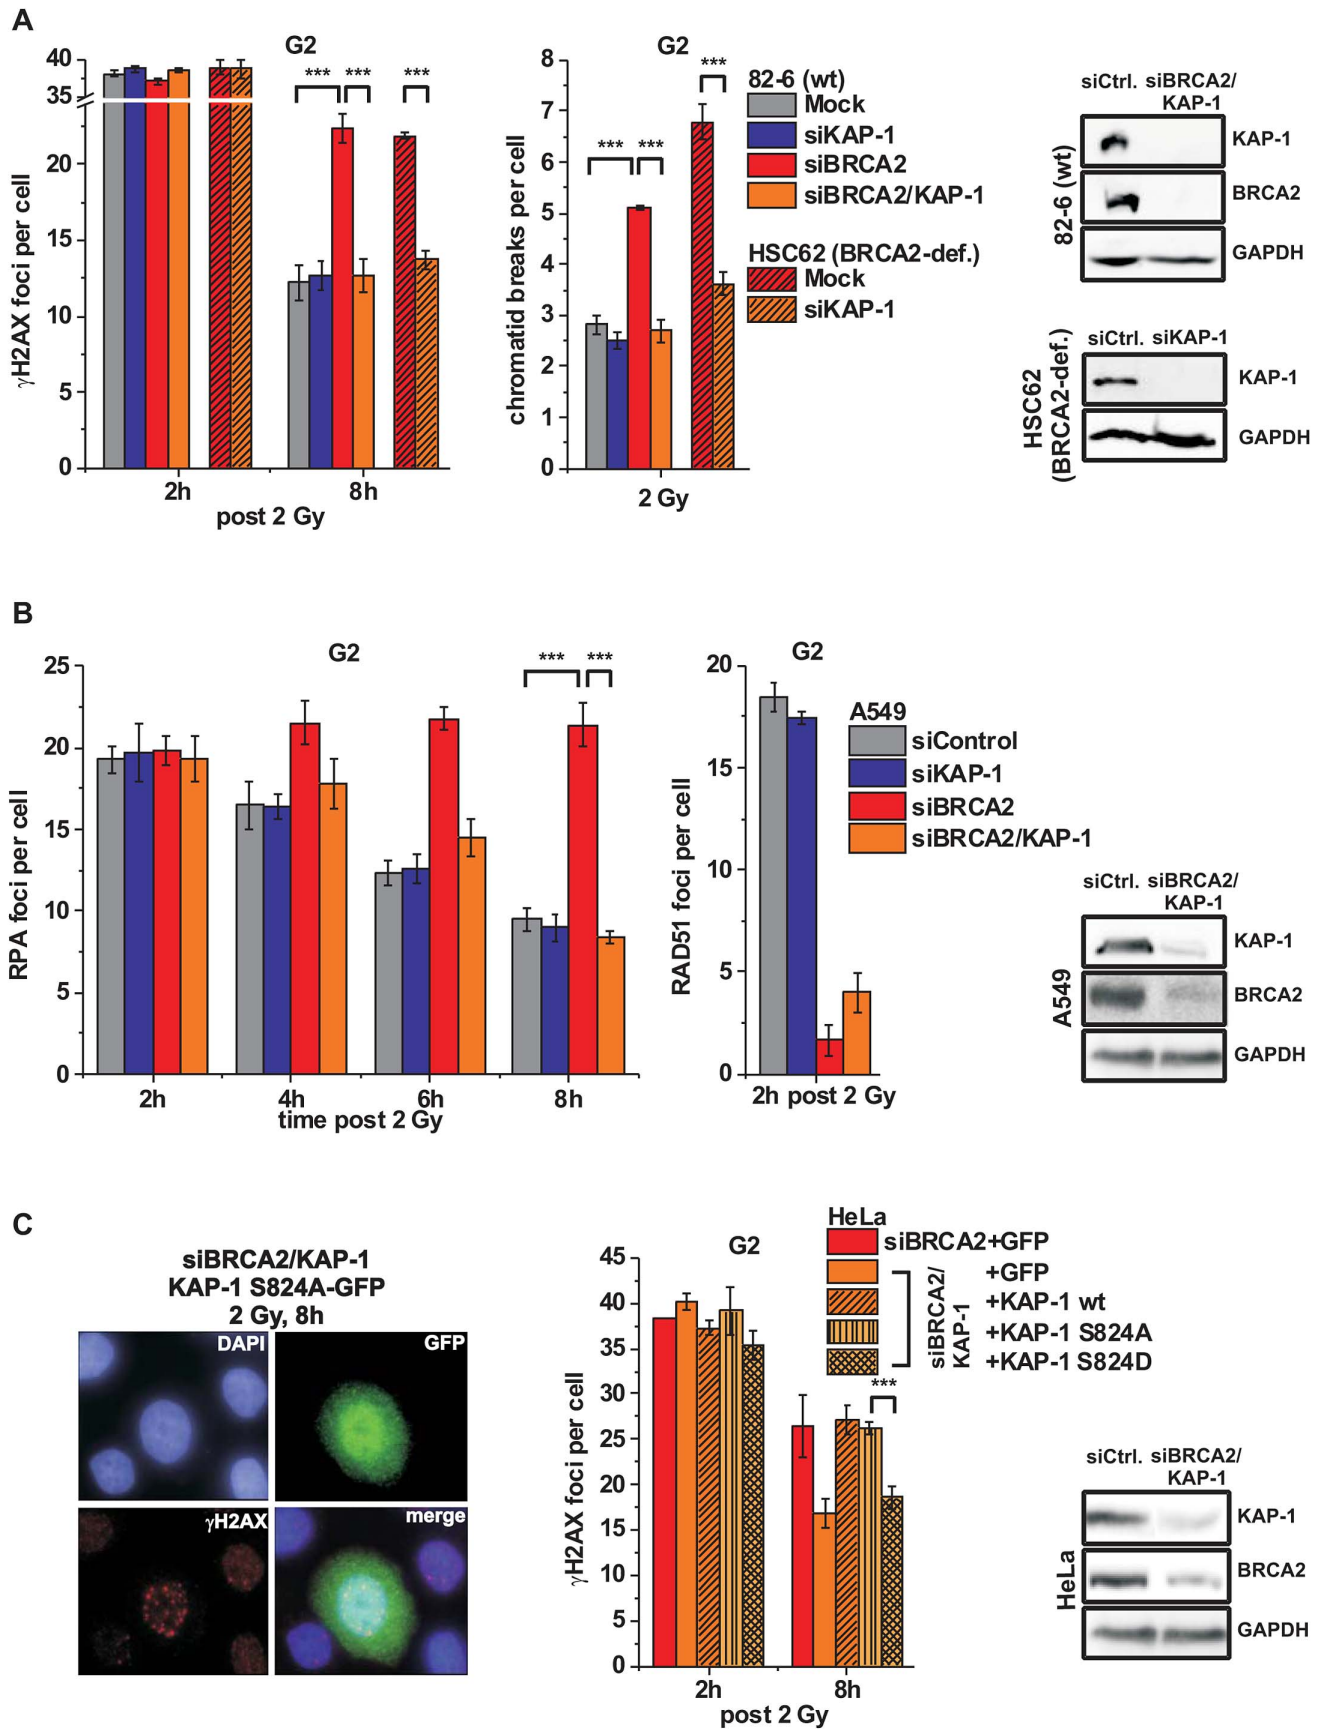 A
G2
γH2AX foci per cell
40
35
20
15
10
5
0
***
***
***
2h
8h
post 2 Gy
G2
chromatid breaks per cell
8
7
6
5
4
3
2
1
0
***
***
***
2 Gy
82-6 (wt)
Mock
siKAP-1
siBRCA2
siBRCA2/KAP-1
HSC62 (BRCA2-def.)
Mock
siKAP-1
siCtrl. siBRCA2/
KAP-1
82-6 (wt)
KAP-1
BRCA2
GAPDH
siCtrl. siKAP-1
HSC62
(BRCA2-def.)
KAP-1
GAPDH
B
G2
RPA foci per cell
25
20
15
10
5
0
***
***
2h
4h
6h
8h
time post 2 Gy
G2
RAD51 foci per cell
20
15
10
5
0
2h post 2 Gy
A549
siControl
siKAP-1
siBRCA2
siBRCA2/KAP-1
siCtrl. siBRCA2/
KAP-1
A549
KAP-1
BRCA2
GAPDH
C
siBRCA2/KAP-1
KAP-1 S824A-GFP
2 Gy, 8h
DAPI
GFP
γH2AX
merge
G2
γH2AX foci per cell
45
40
35
30
25
20
15
10
5
0
***
2h
8h
post 2 Gy
HeLa
siBRCA2+GFP
siBRCA2/
KAP-1
+GFP
+KAP-1 wt
+KAP-1 S824A
+KAP-1 S824D
siCtrl. siBRCA2/
KAP-1
HeLa
KAP-1
BRCA2
GAPDH